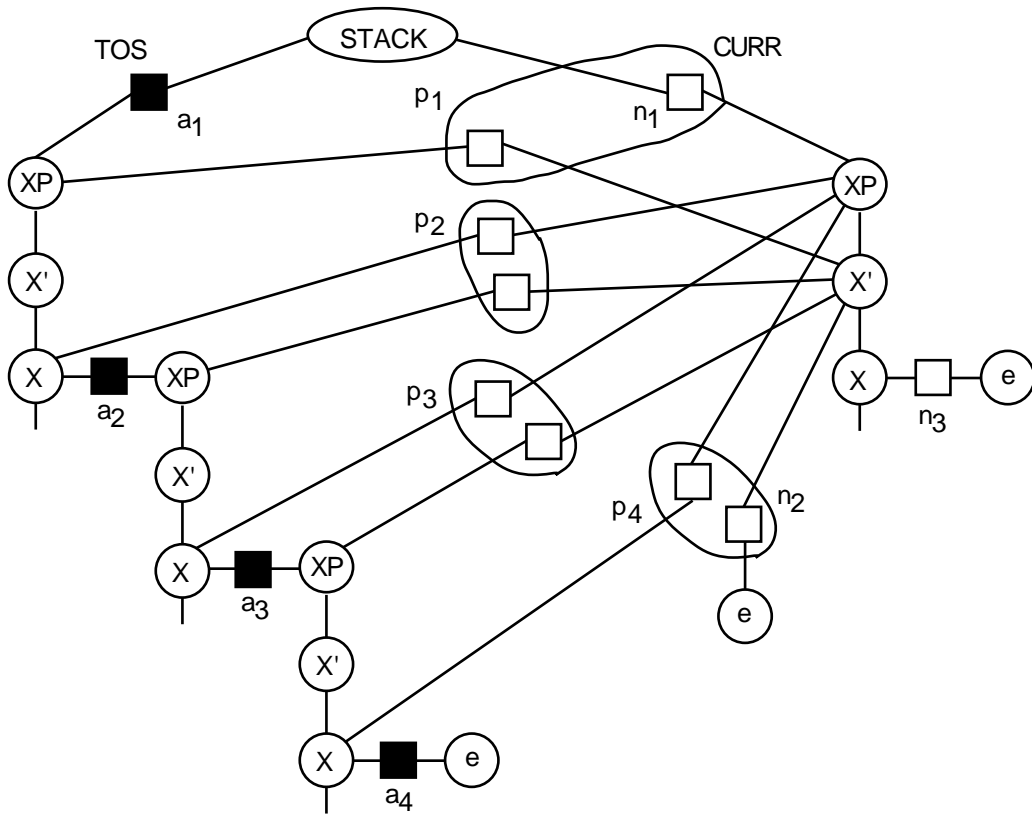 STACK
TOS
CURR
a1
p1
n1
XP
XP
p2
X'
X'
X
a2
XP
p3
X
n3
e
X'
p4
n2
X
a3
XP
e
X'
X
a4
e